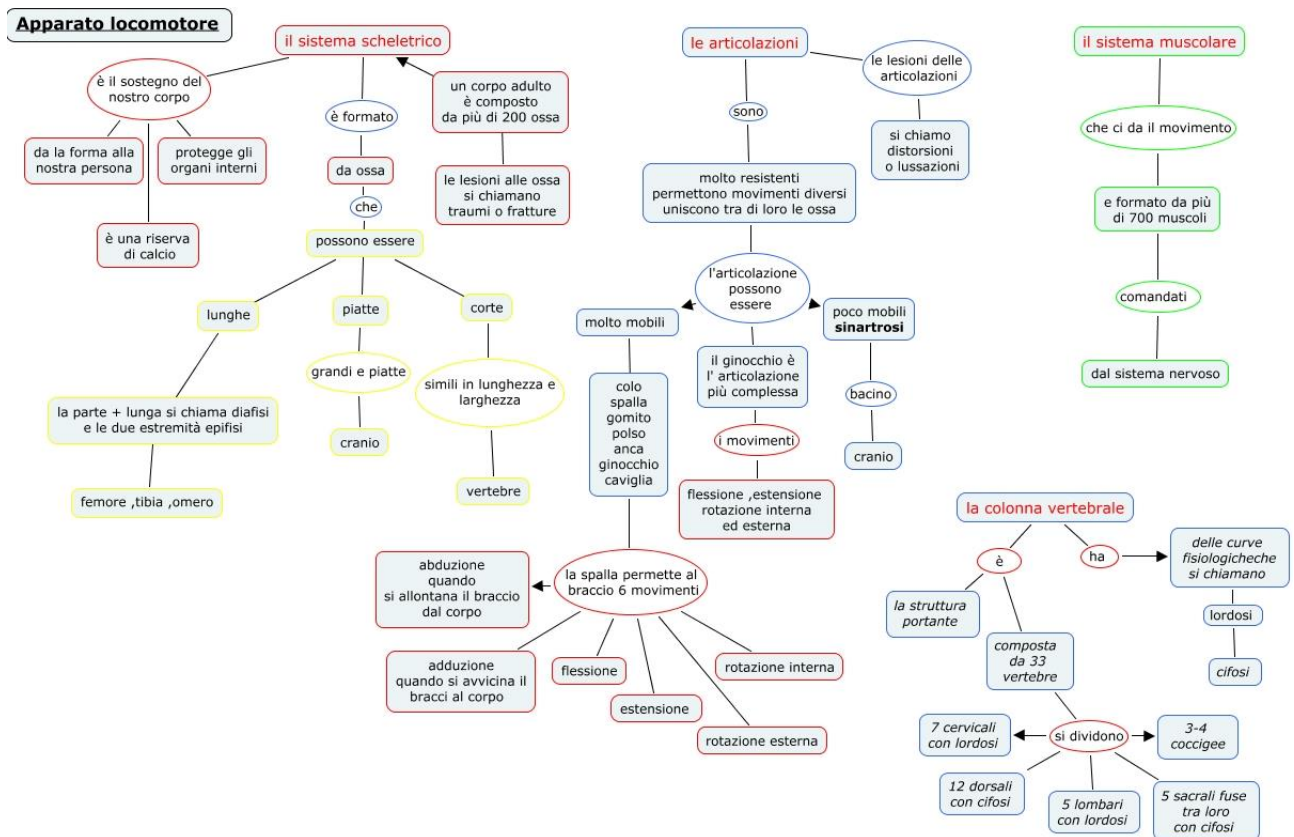 Apparato locomotore
il sistema scheletrico
è il sostegno del
nostro corpo
da la forma alla
nostra persona
protegge gli
organi interni
è una riserva
di calcio
è formato
da ossa
che
possono essere
un corpo adulto
è composto
da più di 200 ossa
le lesioni alle ossa
si chiamano
traumi o fratture
lunghe
piatte
corte
la parte + lunga si chiama diafisi
e le due estremità epifisi
femore ,tibia ,omero
grandi e piatte
cranio
simili in lunghezza e
larghezza
vertebre
le articolazioni
sono
molto resistenti
permettono movimenti diversi
uniscono tra di loro le ossa
le lesioni delle
articolazioni
si chiamo
distorsioni
o lussazioni
l'articolazione
possono
essere
molto mobili
colo
spalla
gomito
polso
anca
ginocchio
caviglia
il ginocchio è
l' articolazione
più complessa
i movimenti
flessione ,estensione
rotazione interna
ed esterna
poco mobili
sinartrosi
bacino
cranio
la spalla permette al
braccio 6 movimenti
abduzione
quando
si allontana il braccio
dal corpo
adduzione
quando si avvicina il
bracci al corpo
flessione
estensione
rotazione esterna
rotazione interna
il sistema muscolare
che ci da il movimento
e formato da più
di 700 muscoli
comandati
dal sistema nervoso
la colonna vertebrale
è
ha
la struttura
portante
composta
da 33
vertebre
delle curve
fisiologicheche
si chiamano
lordosi
cifosi
si dividono
7 cervicali
con lordosi
12 dorsali
con cifosi
5 lombari
con lordosi
5 sacrali fuse
tra loro
con cifosi
3-4
coccigee